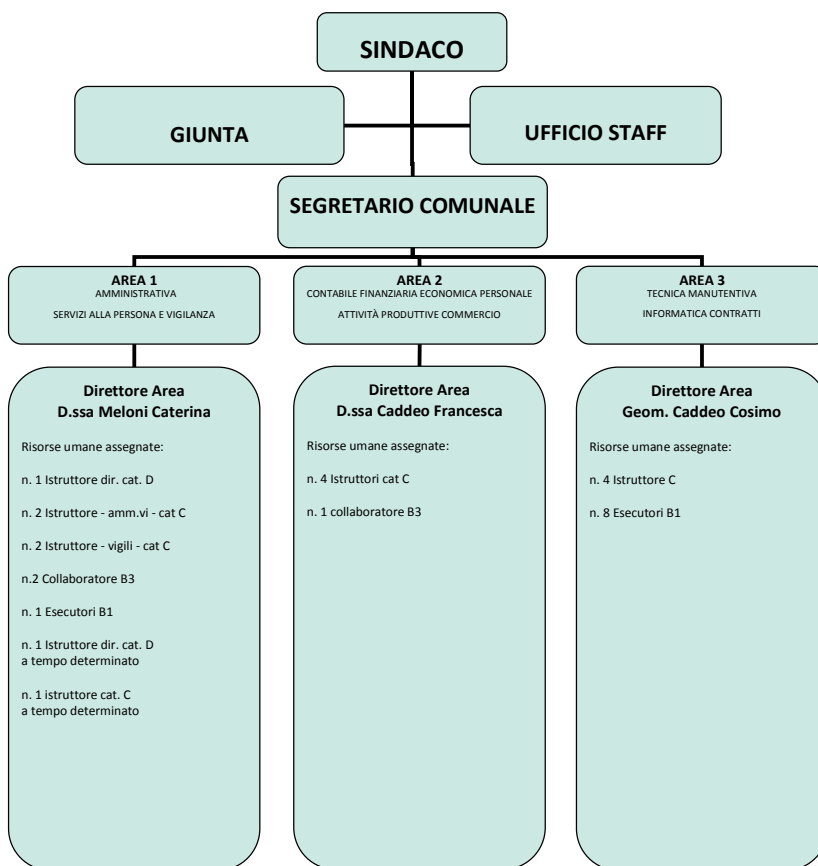 SINDACO
GIUNTA
UFFICIO STAFF
SEGRETARIO COMUNALE
AREA 1
AMMINISTRATIVA
SERVIZI ALLA PERSONA E VIGILANZA
AREA 2
CONTABILE FINANZIARIA ECONOMICA PERSONALE
ATTIVITÀ PRODUTTIVE COMMERCIO
AREA 3
TECNICA MANUTENTIVA
INFORMATICA CONTRATTI
Direttore Area
D.ssa Meloni Caterina
Risorse umane assegnate:
n. 1 Istruttore dir. cat. D
n. 2 Istruttore - amm.vi - cat C
n. 2 Istruttore - vigili - cat C
n.2 Collaboratore B3
n. 1 Esecutori B1
n. 1 Istruttore dir. cat. D
a tempo determinato
n. 1 istruttore cat. C
a tempo determinato
Direttore Area
D.ssa Caddeo Francesca
Risorse umane assegnate:
n. 4 Istruttori cat C
n. 1 collaboratore B3
Direttore Area
Geom. Caddeo Cosimo
Risorse umane assegnate:
n. 4 Istruttore C
n. 8 Esecutori B1